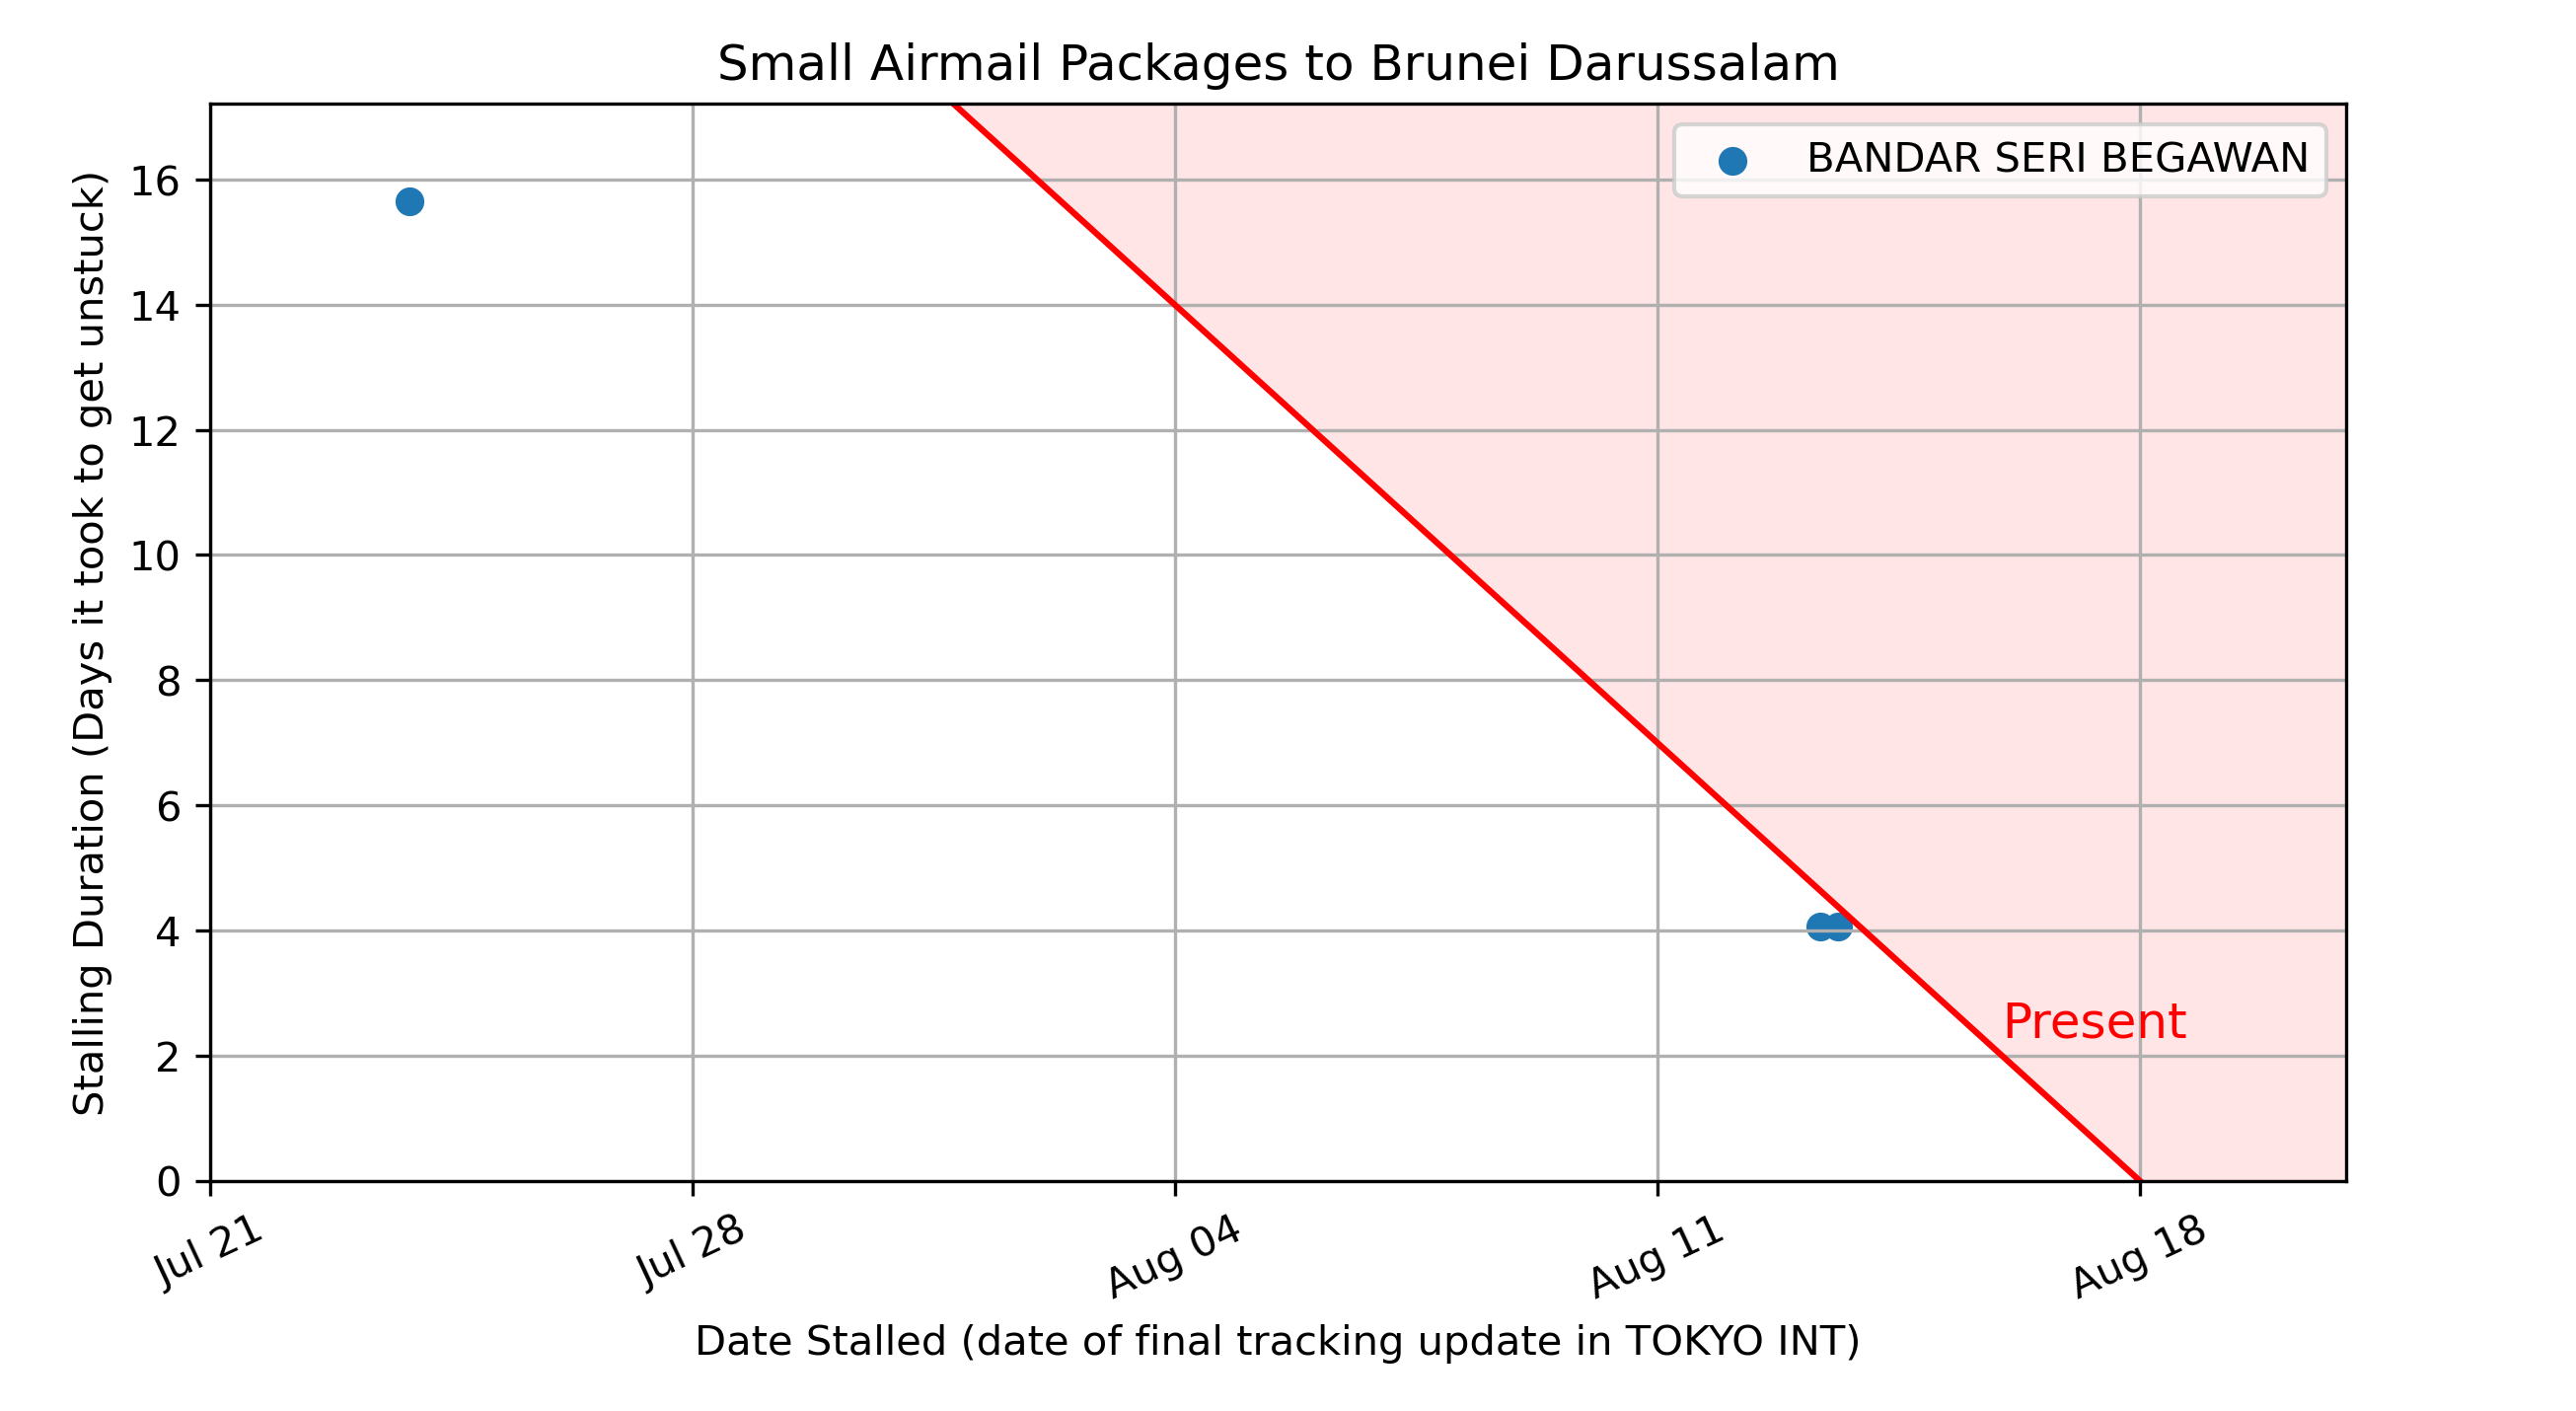 Small Airmail Packages to Brunei Darussalam
BANDAR SERI BEGAWAN
Stalling Duration (Days it took to get unstuck)
16
14
12
10
8
6
4
2
0
Present
Jul 21
Jul 28
Aug 04
Aug 11
Aug 18
Date Stalled (date of final tracking update in TOKYO INT)